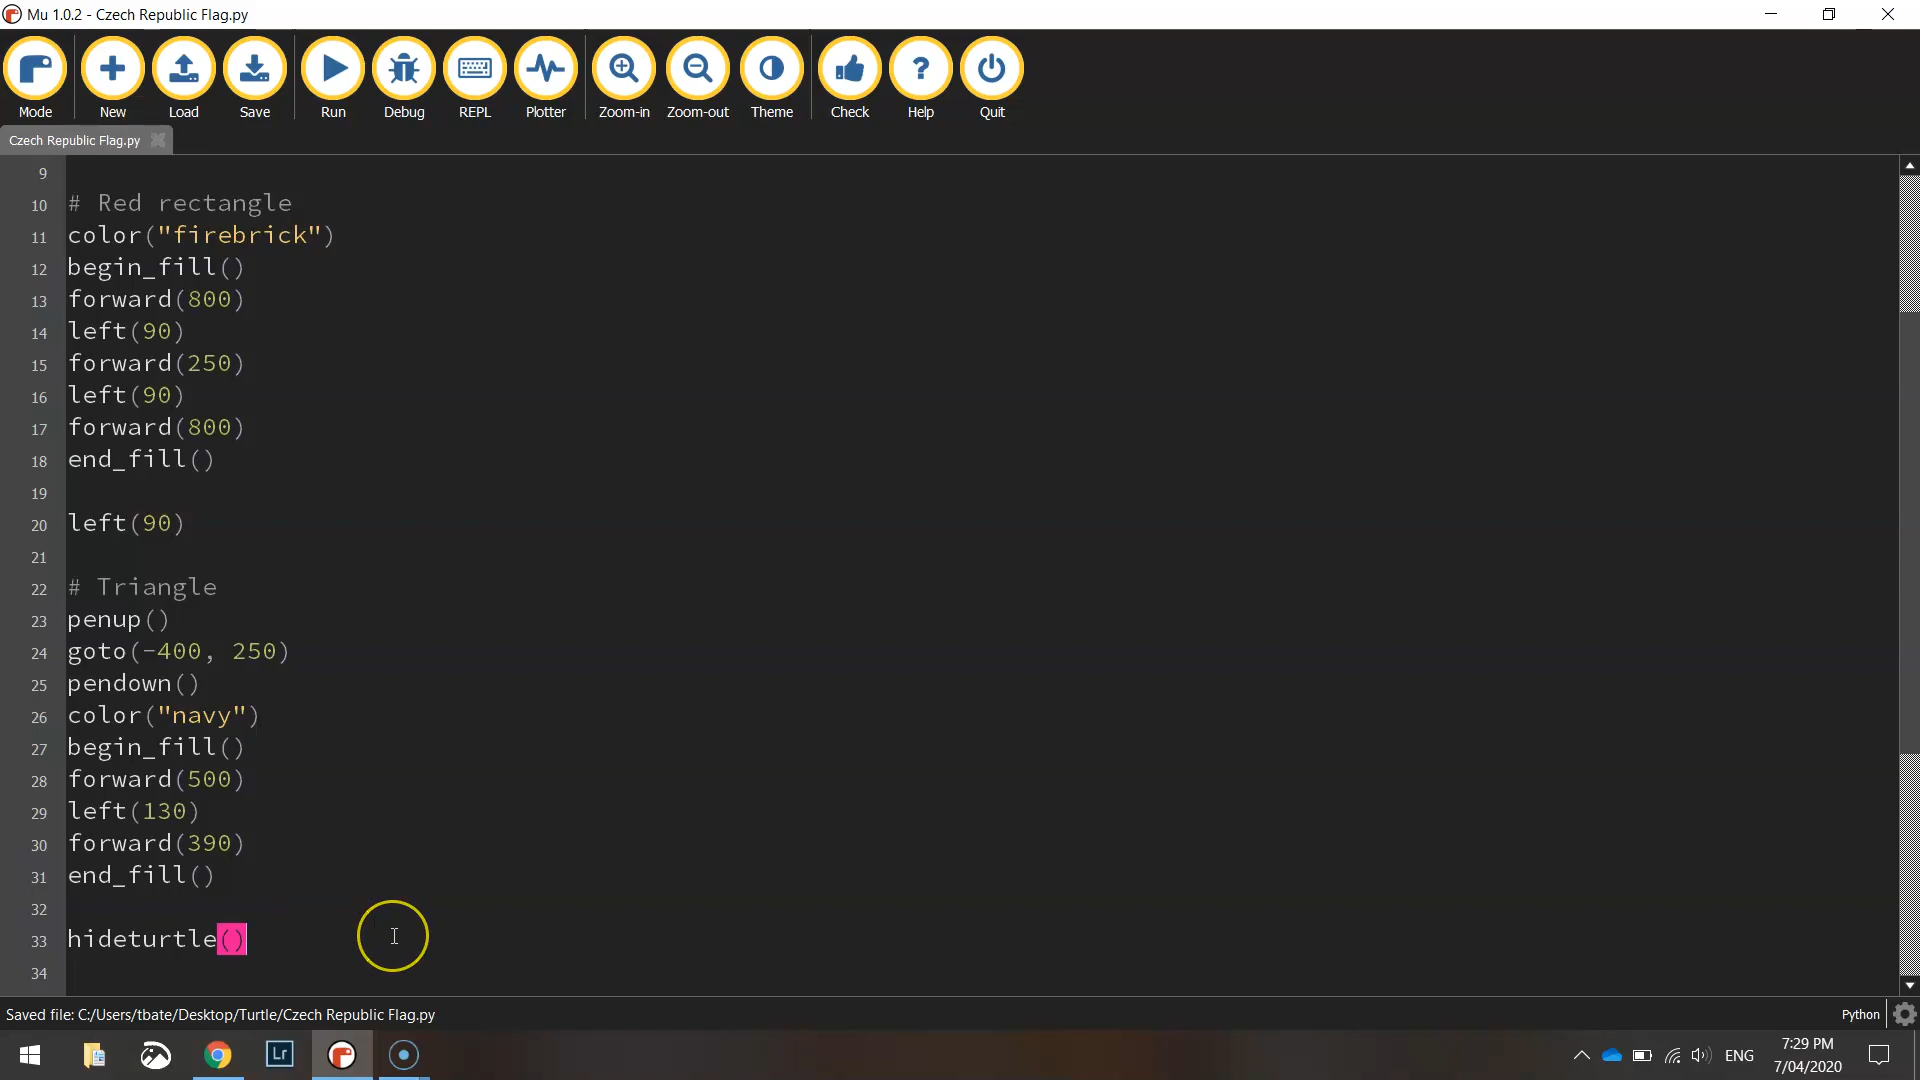 Mu 1.0.2 - Czech Republic Flag.py
Mode New Load Save Run Debug REPL Plotter Zoom-in Zoom-out Theme Check Help Quit
Czech Republic Flag.py
9
10 # Red rectangle
11 color("firebrick")
12 begin_fill()
13 forward(800)
14 left(90)
15 forward(250)
16 left(90)
17 forward(800)
18 end_fill()
19
20 left(90)
21
22 # Triangle
23 penup()
24 goto(-400, 250)
25 pendown()
26 color("navy")
27 begin_fill()
28 forward(500)
29 left(130)
30 forward(390)
31 end_fill()
32
33 hideturtle()
34
Saved file: C:/Users/tbate/Desktop/Turtle/Czech Republic Flag.py Python
Lr ENG 7:29 PM
7/04/2020